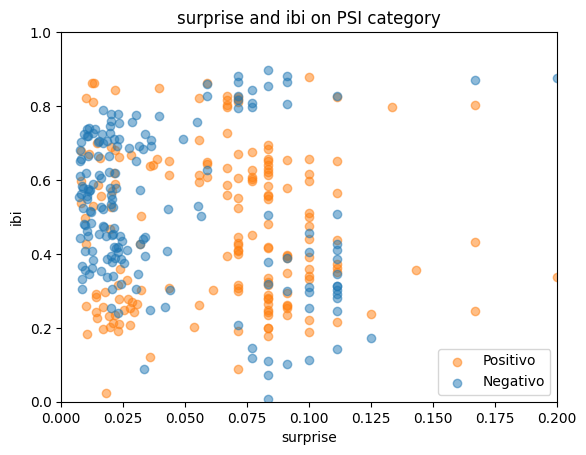 surprise and ibi on PSI category
1.0
0.8
0.6
0.4
0.2
0.0
ibi
0.000 0.025 0.050 0.075 0.100 0.125 0.150 0.175 0.200
surprise
Positivo
Negativo